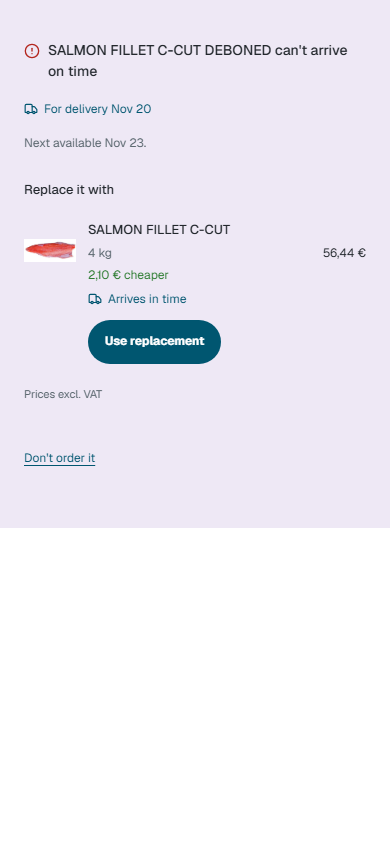 SALMON FILLET C-CUT DEBONED can't arrive
on time
For delivery Nov 20
Next available Nov 23.
Replace it with
SALMON FILLET C-CUT
4 kg
56,44 €
2,10 € cheaper
Arrives in time
Use replacement
Prices excl. VAT
Don't order it